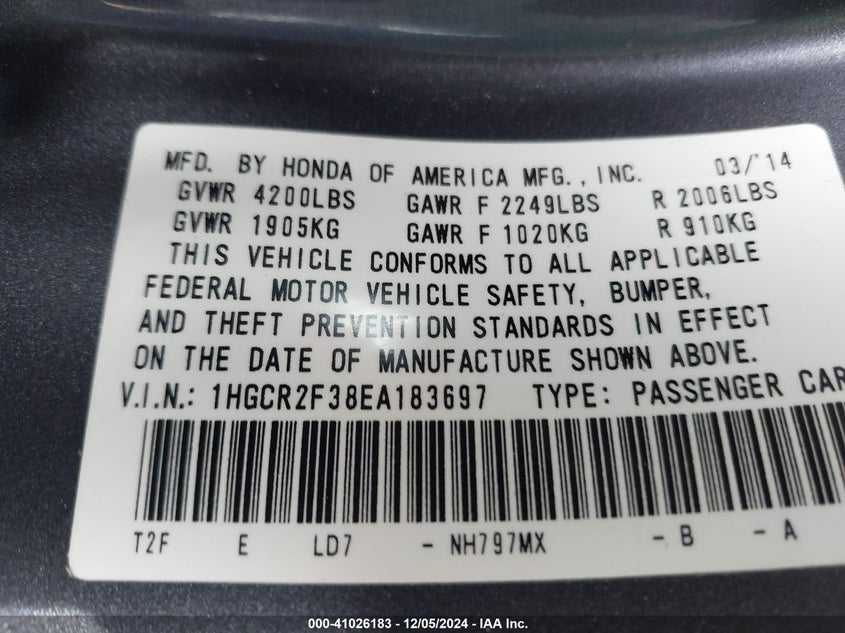 MFD. BY HONDA OF AMERICA MFG., INC. 03/'14
GVWR 4200LBS GAWR F 2249LBS R 2006LBS
GVWR 1905KG GAWR F 1020KG R 910KG
THIS VEHICLE CONFORMS TO ALL APPLICABLE
FEDERAL MOTOR VEHICLE SAFETY, BUMPER,
AND THEFT PREVENTION STANDARDS IN EFFECT
ON THE DATE OF MANUFACTURE SHOWN ABOVE.
V.I.N.: 1HGCR2F38EA183697 TYPE: PASSENGER CAR
T2F E LD7 - NH797MX - B - A
000-41026183 - 12/05/2024 - IAA Inc.